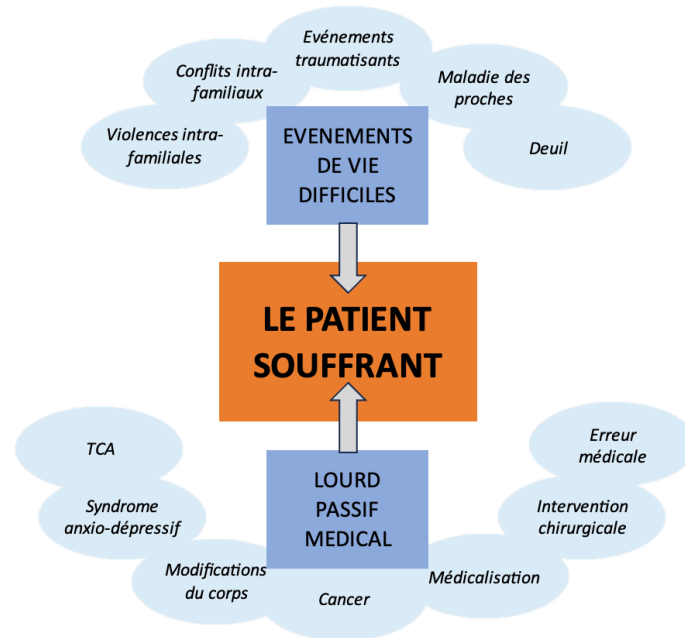 Evénements
traumatisants
Conflits intra-
familiaux
Maladie des
proches
Violences intra-
familiales
Deuil
EVENEMENTS
DE VIE
DIFFICILES
LE PATIENT
SOUFFRANT
LOURD
PASSIF
MEDICAL
TCA
Erreur
médicale
Syndrome
anxio-dépressif
Intervention
chirurgicale
Modifications
du corps
Médicalisation
Cancer